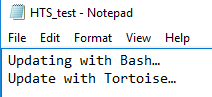 HTS_test - Notepad
File Edit Format View Help
Updating with Bash…
Update with Tortoise…